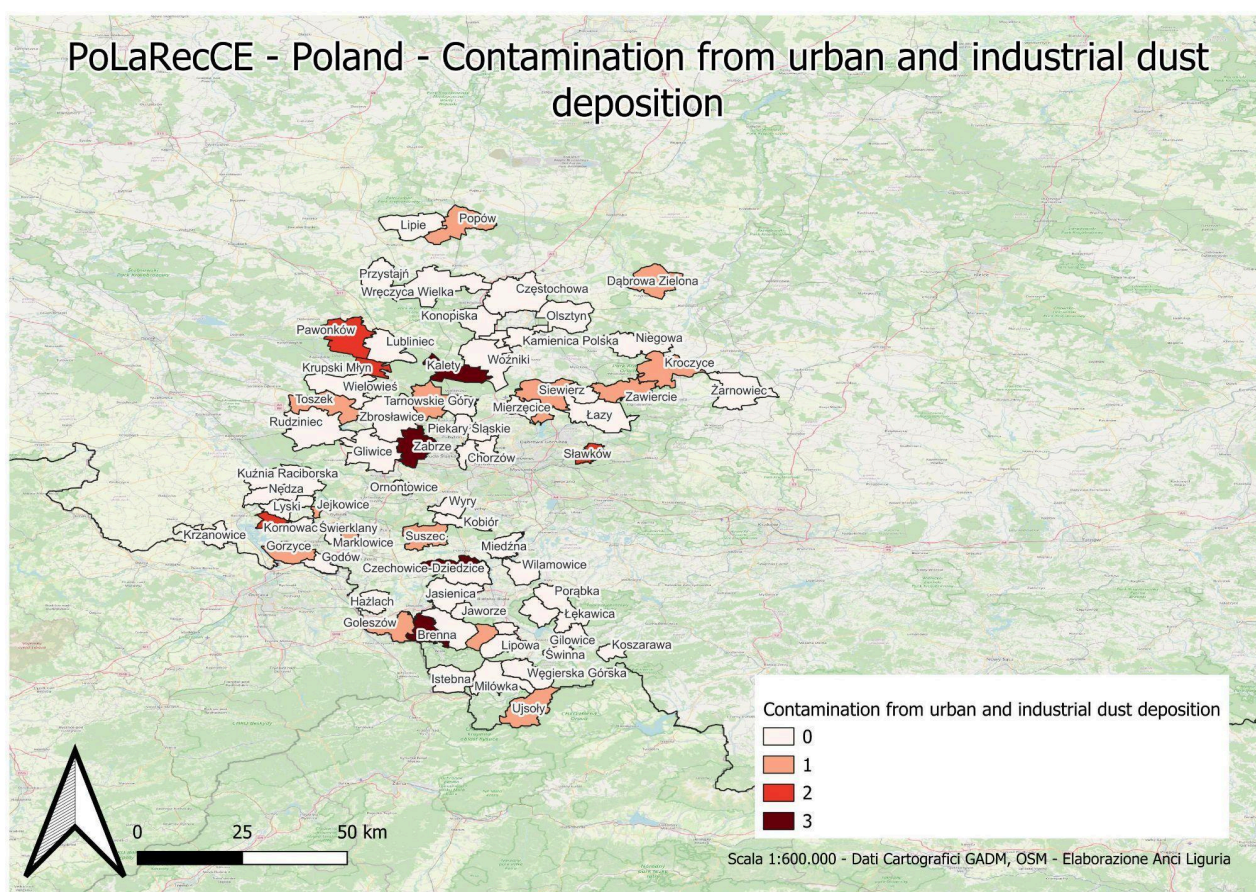 PoLaRecCE - Poland - Contamination from urban and industrial dust
deposition
Lipie
Popów
Przystajń
Wręczyca Wielka
Częstochowa
Dąbrowa Zielona
Konopiska
Olsztyn
Pawonków
Lubliniec
Kamienica Polska
Niegowa
Krupski Młyn
Kalety
Woźniki
Kroczyce
Wielowieś
Toszek
Tarnowskie Góry
Siewierz
Zawiercie
Żarnowiec
Mierzęcice
Łazy
Rudziniec
Zbrosławice
Piekary Śląskie
Gliwice
Zabrze
Chorzów
Sławków
Kuźnia Raciborska
Nędza
Ornontowice
Lyski
Jejkowice
Wyry
Krzanowice
Kornowac
Świerklany
Kobiór
Gorzyce
Marklowice
Suszec
Miedźna
Godów
Czechowice-Dziedzice
Wilamowice
Hażlach
Jasienica
Porąbka
Goleszów
Jaworze
Łękawica
Brenna
Lipowa
Gilowice
Koszarawa
Świnna
Istebna
Milówka
Węgierska Górska
Ujsoły
Contamination from urban and industrial dust deposition
0
1
2
3
0 25 50 km
Scala 1:600.000 - Dati Cartografici GADM, OSM - Elaborazione Anci Liguria